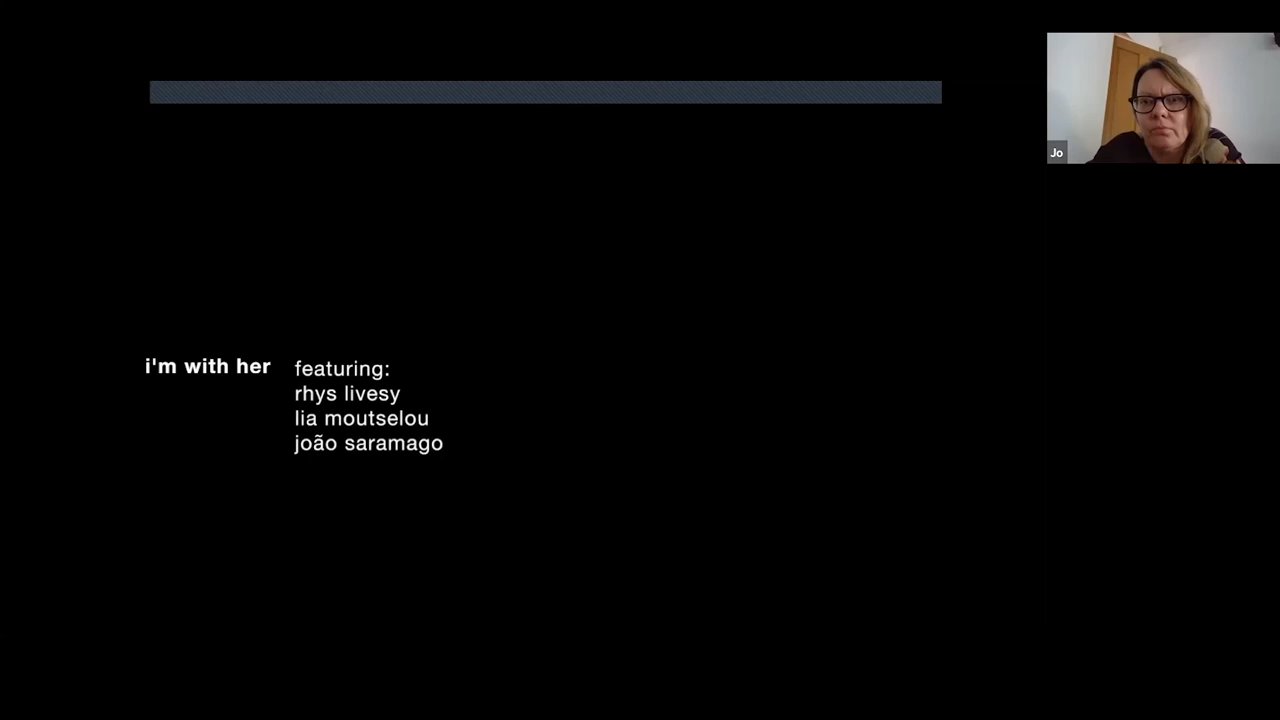 i'm with her
featuring:
rhys livesy
lia moutselou
joão saramago
Jo